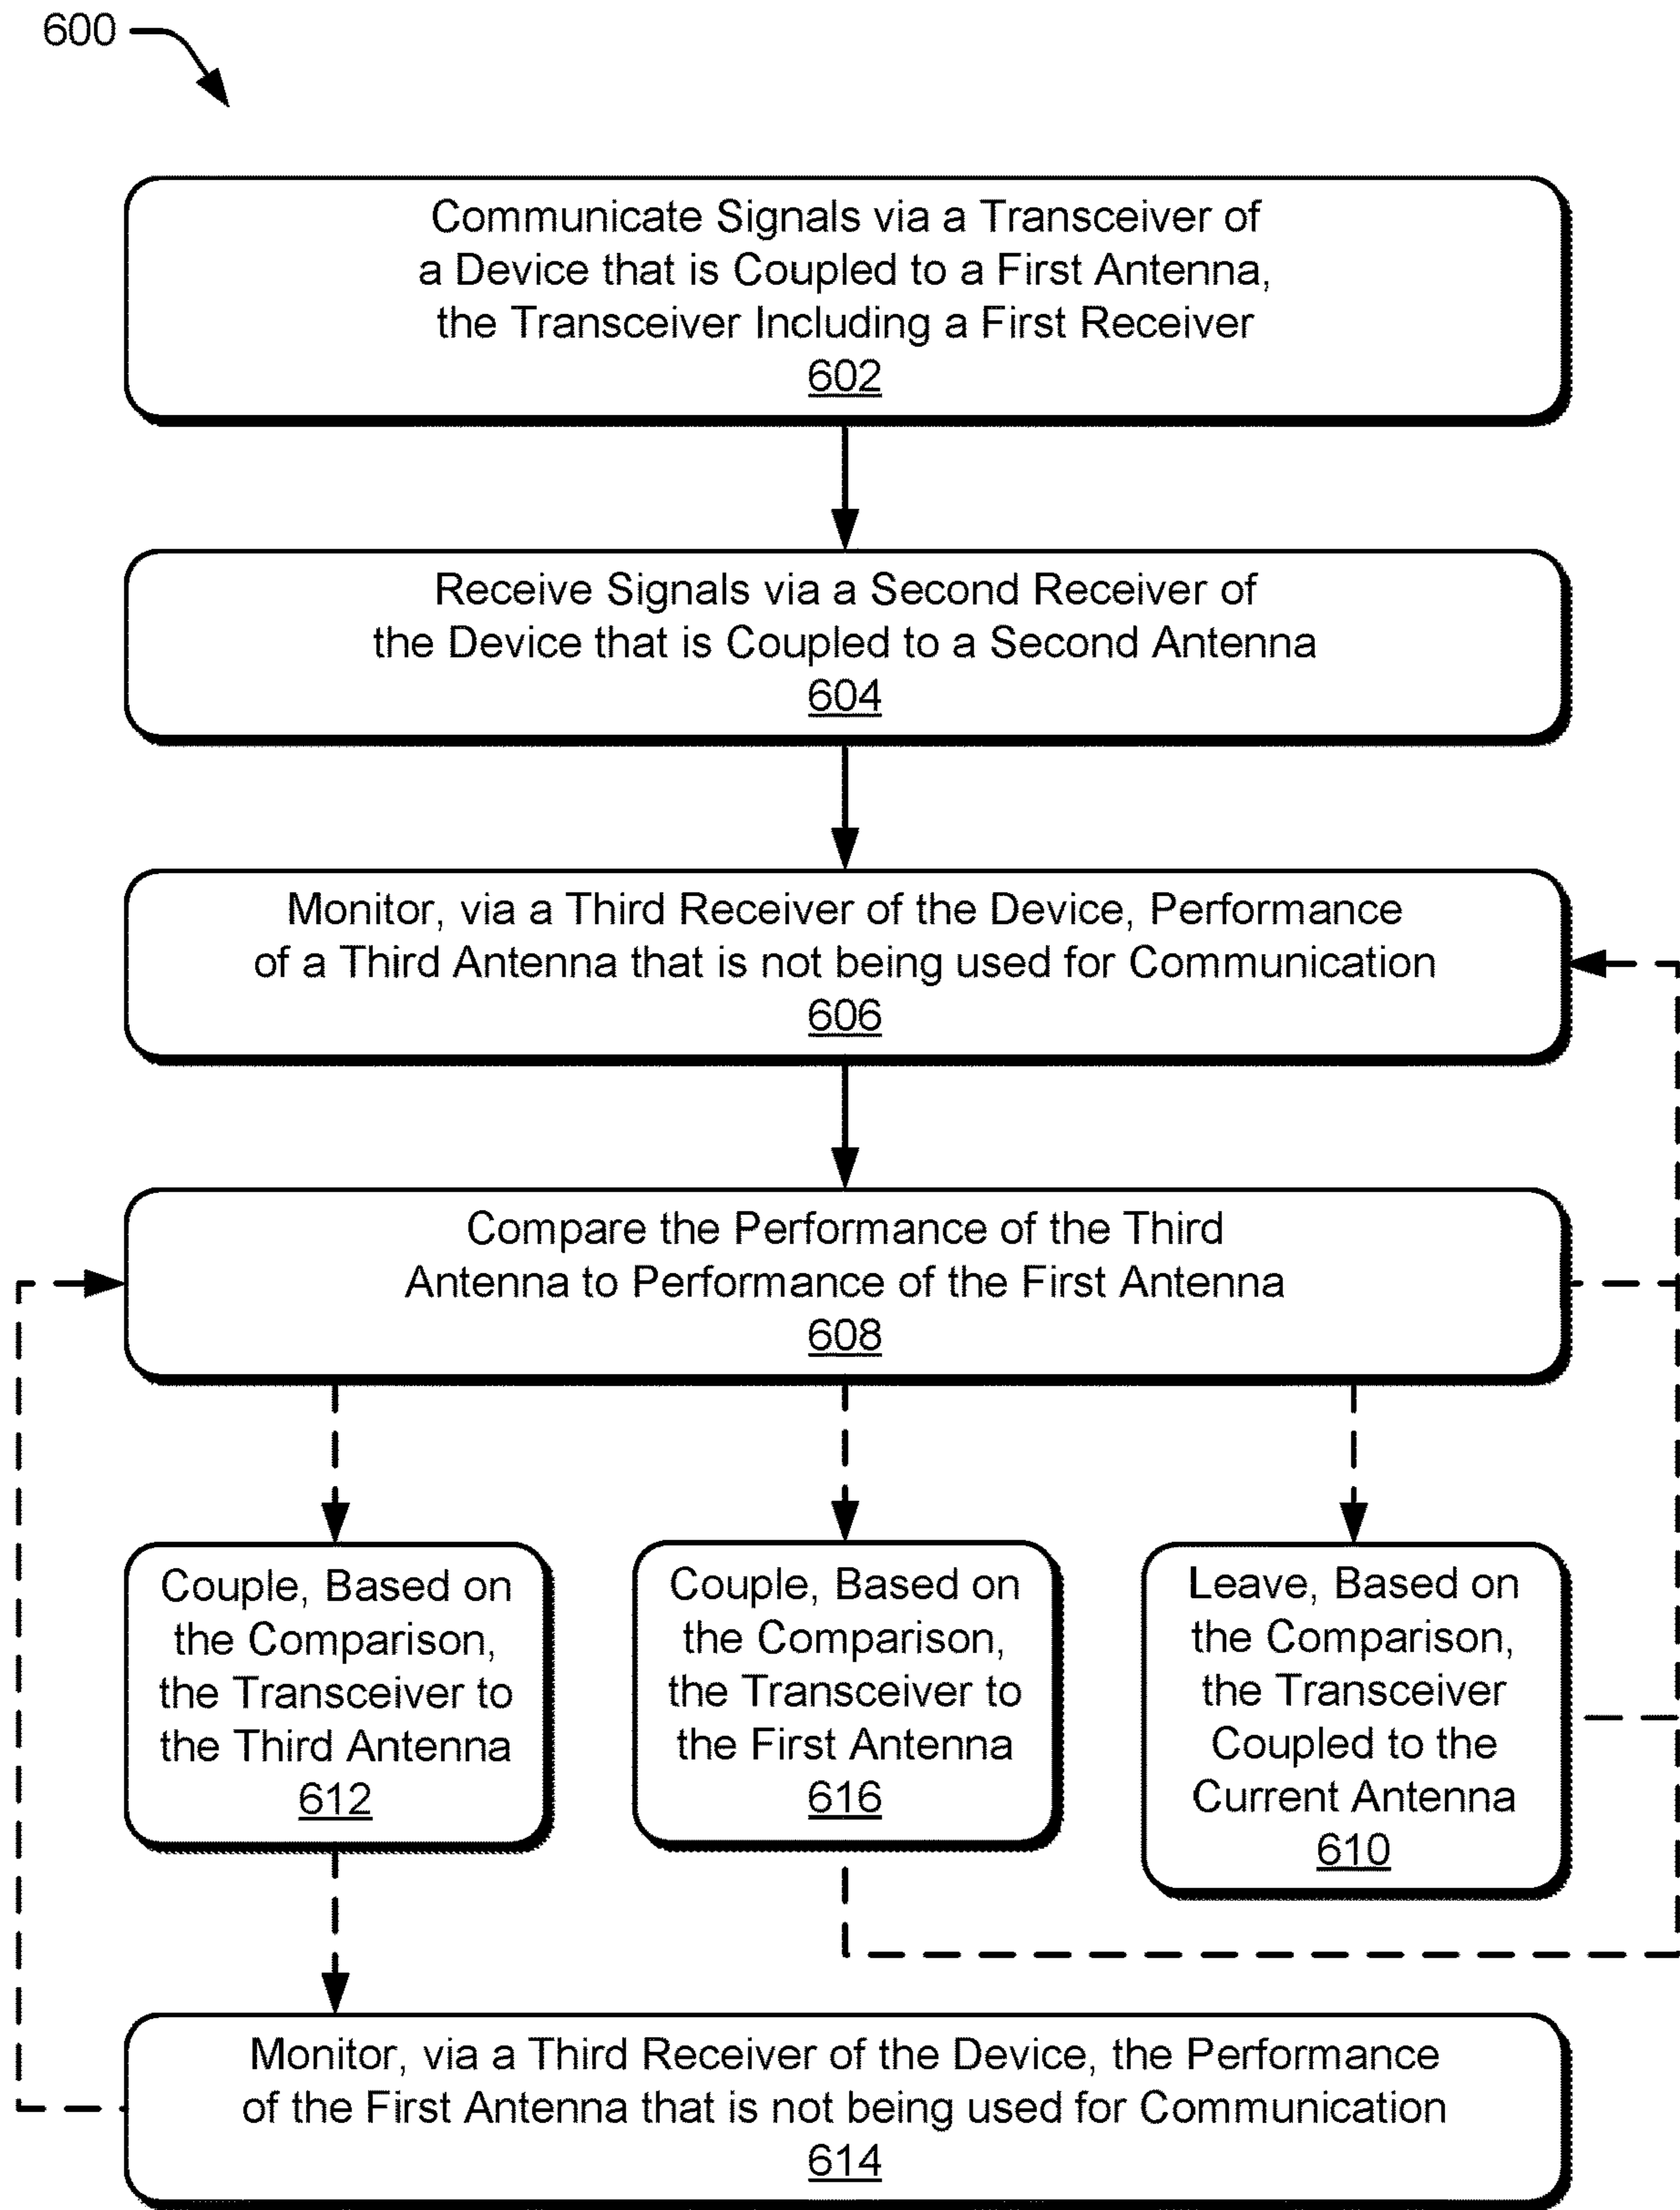 600
Communicate Signals via a Transceiver of
a Device that is Coupled to a First Antenna,
the Transceiver Including a First Receiver
602
Receive Signals via a Second Receiver of
the Device that is Coupled to a Second Antenna
604
Monitor, via a Third Receiver of the Device, Performance
of a Third Antenna that is not being used for Communication
606
Compare the Performance of the Third
Antenna to Performance of the First Antenna
608
Couple, Based on
the Comparison,
the Transceiver to
the Third Antenna
612
Couple, Based on
the Comparison,
the Transceiver to
the First Antenna
616
Leave, Based on
the Comparison,
the Transceiver
Coupled to the
Current Antenna
610
Monitor, via a Third Receiver of the Device, the Performance
of the First Antenna that is not being used for Communication
614